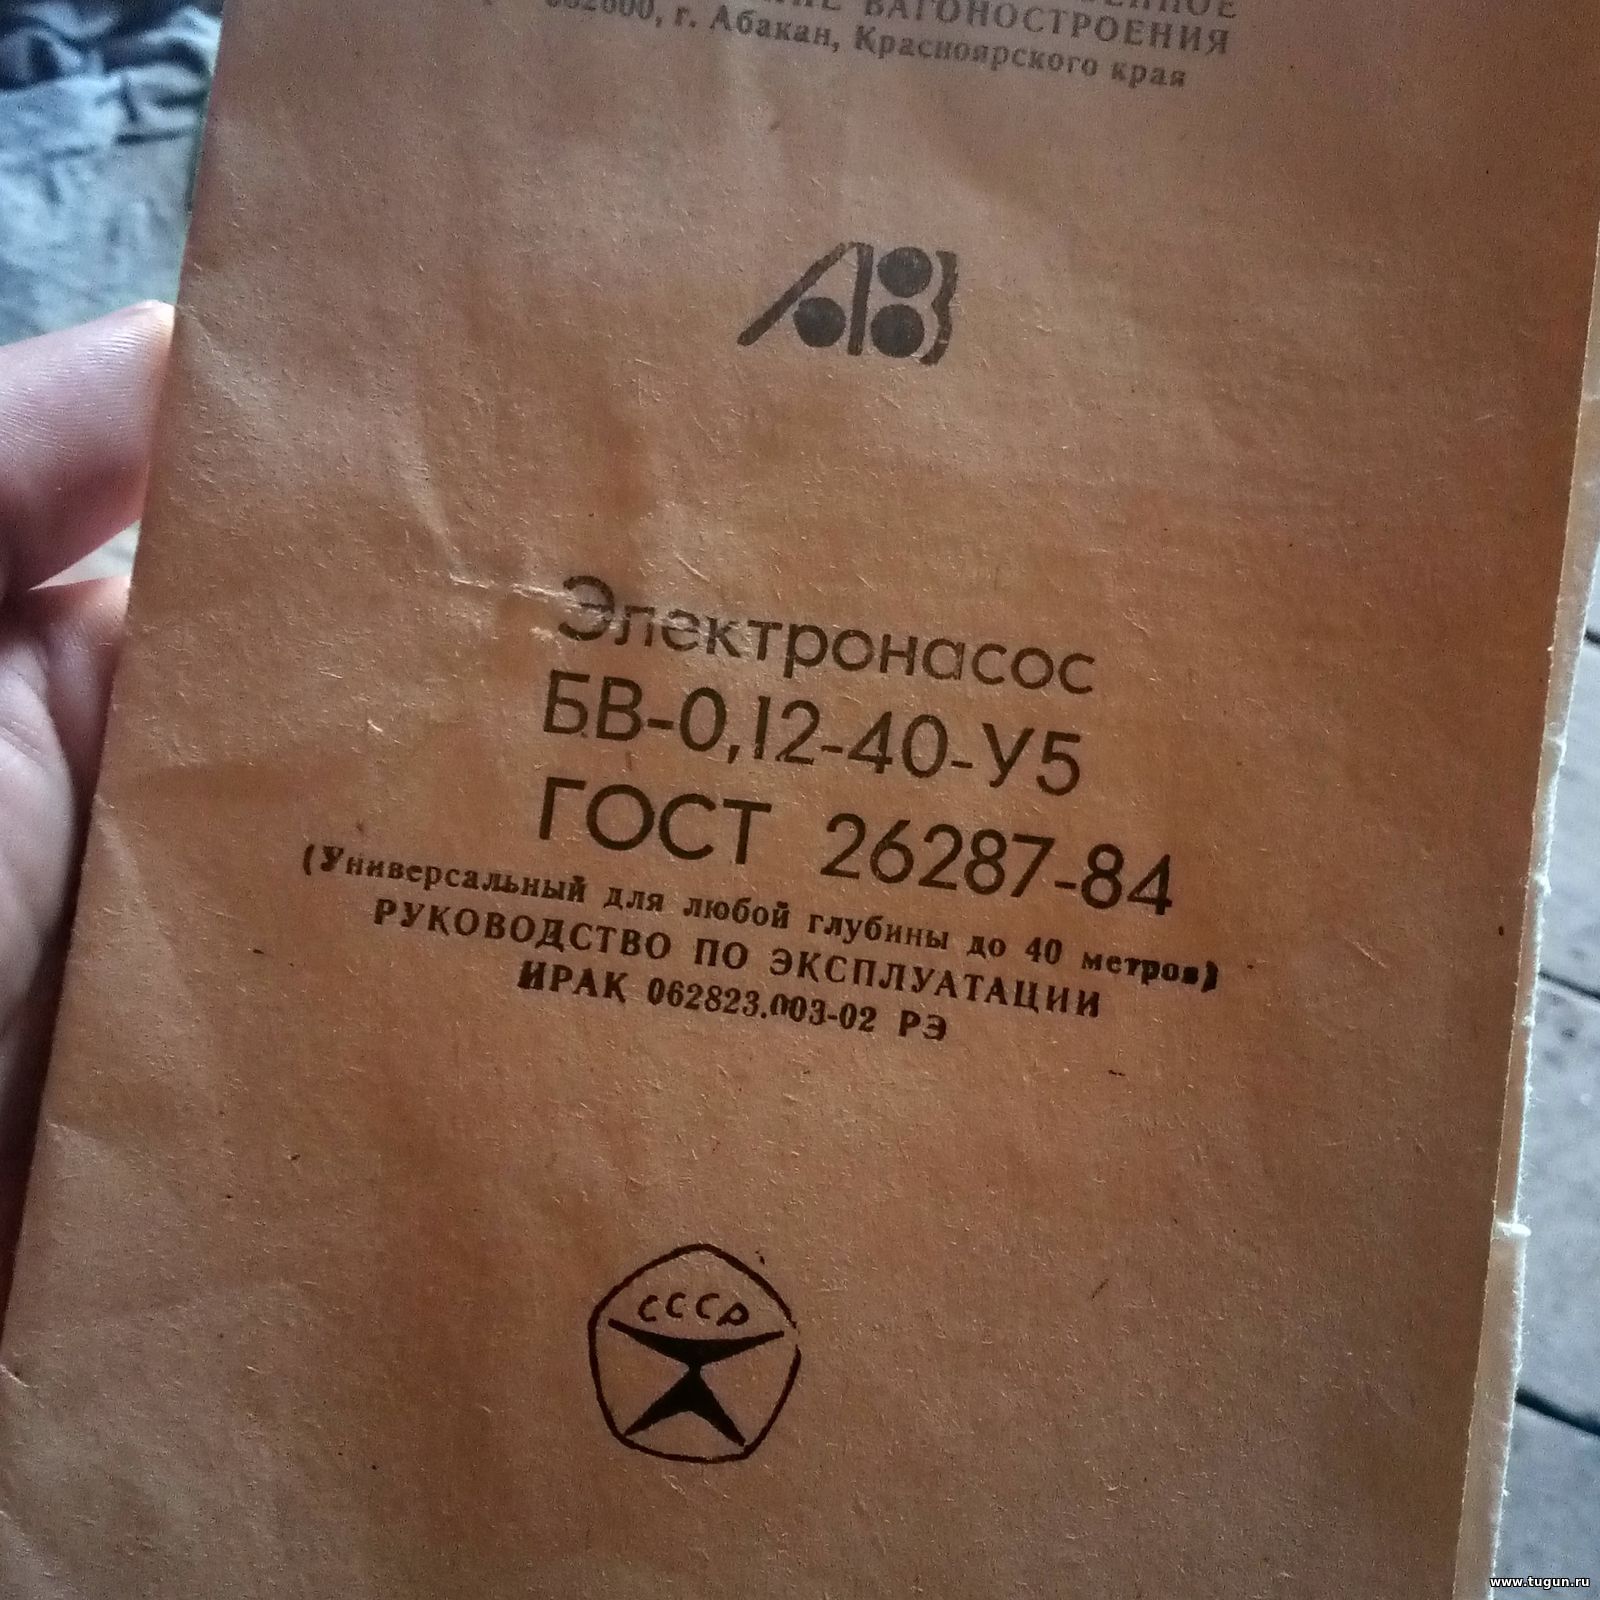 ВАГОНОСТРОЕНИЯ
г. Абакан, Красноярского края
АВЗ
Электронасос
БВ-0,12-40-У5
ГОСТ 26287-84
(Универсальный для любой глубины до 40 метров)
РУКОВОДСТВО ПО ЭКСПЛУАТАЦИИ
ИРАК 062823.003-02 РЭ
СССР
www.tugun.ru